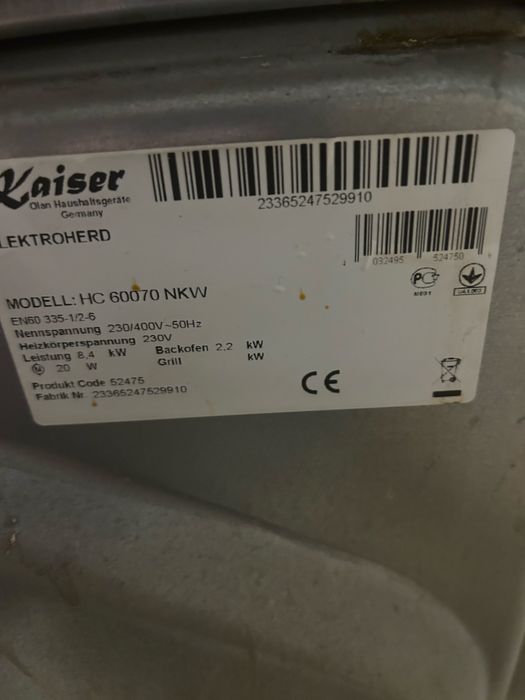 Kaiser
Olan Haushaltsgeräte
Germany
LEKTROHERD
23365247529910
032495 524750
MODELL: HC 60070 NKW
EN60 335-1/2-6
Nennspannung 230/400V~50Hz
Heizkörperspannung 230V
Leistung 8,4 kW Backofen 2,2 kW
M 20 W Grill kW
Produkt Code 52475
Fabrik Nr. 23365247529910
CE
PC